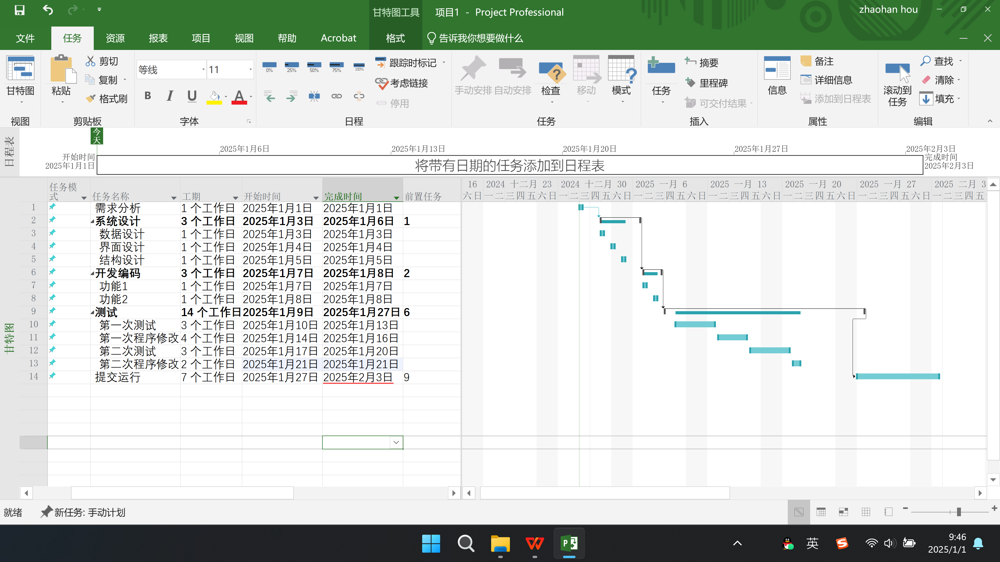 甘特图工具
项目1 - Project Professional
zhaohan hou
文件
任务
资源
报表
项目
视图
帮助
Acrobat
格式
告诉我你想要做什么
甘特图
视图
粘贴
剪切
复制
格式刷
剪贴板
等线
11
B I U A
字体
0% 25% 50% 75% 100%
跟踪时标记
考虑链接
停用
日程
手动安排
自动安排
检查
移动
模式
任务
任务
摘要
里程碑
可交付结果
插入
信息
备注
详细信息
添加到日程表
属性
滚动到
任务
查找
清除
填充
编辑
日程表
今天
2025年1月6日
2025年1月13日
2025年1月20日
2025年1月27日
2025年2月3日
开始时间
2025年1月1日
将带有日期的任务添加到日程表
完成时间
2025年2月3日
甘特图
任务模式 任务名称 工期 开始时间 完成时间 前置任务
1 需求分析 1 个工作日 2025年1月1日 2025年1月1日
2 系统设计 3 个工作日 2025年1月3日 2025年1月6日 1
3 数据设计 1 个工作日 2025年1月3日 2025年1月3日
4 界面设计 1 个工作日 2025年1月4日 2025年1月4日
5 结构设计 1 个工作日 2025年1月5日 2025年1月5日
6 开发编码 3 个工作日 2025年1月7日 2025年1月8日 2
7 功能1 1 个工作日 2025年1月7日 2025年1月7日
8 功能2 1 个工作日 2025年1月8日 2025年1月8日
9 测试 14 个工作日 2025年1月9日 2025年1月27日 6
10 第一次测试 3 个工作日 2025年1月10日 2025年1月13日
11 第一次程序修改 4 个工作日 2025年1月14日 2025年1月16日
12 第二次测试 3 个工作日 2025年1月17日 2025年1月20日
13 第二次程序修改 2 个工作日 2025年1月21日 2025年1月21日
14 提交运行 7 个工作日 2025年1月27日 2025年2月3日 9
16 2024 十二月 23 2024 十二月 30 2025 一月 6 2025 一月 13 2025 一月 20 2025 一月 27 2025 二月 3
六 日 一 二 三 四 五 六 日 一 二 三 四 五 六 日 一 二 三 四 五 六 日 一 二 三 四 五 六 日 一 二 三 四 五 六 日 一 二 三 四 五 六 日 一 二 三 四 五
就绪
新任务: 手动计划
英
9:46
2025/1/1